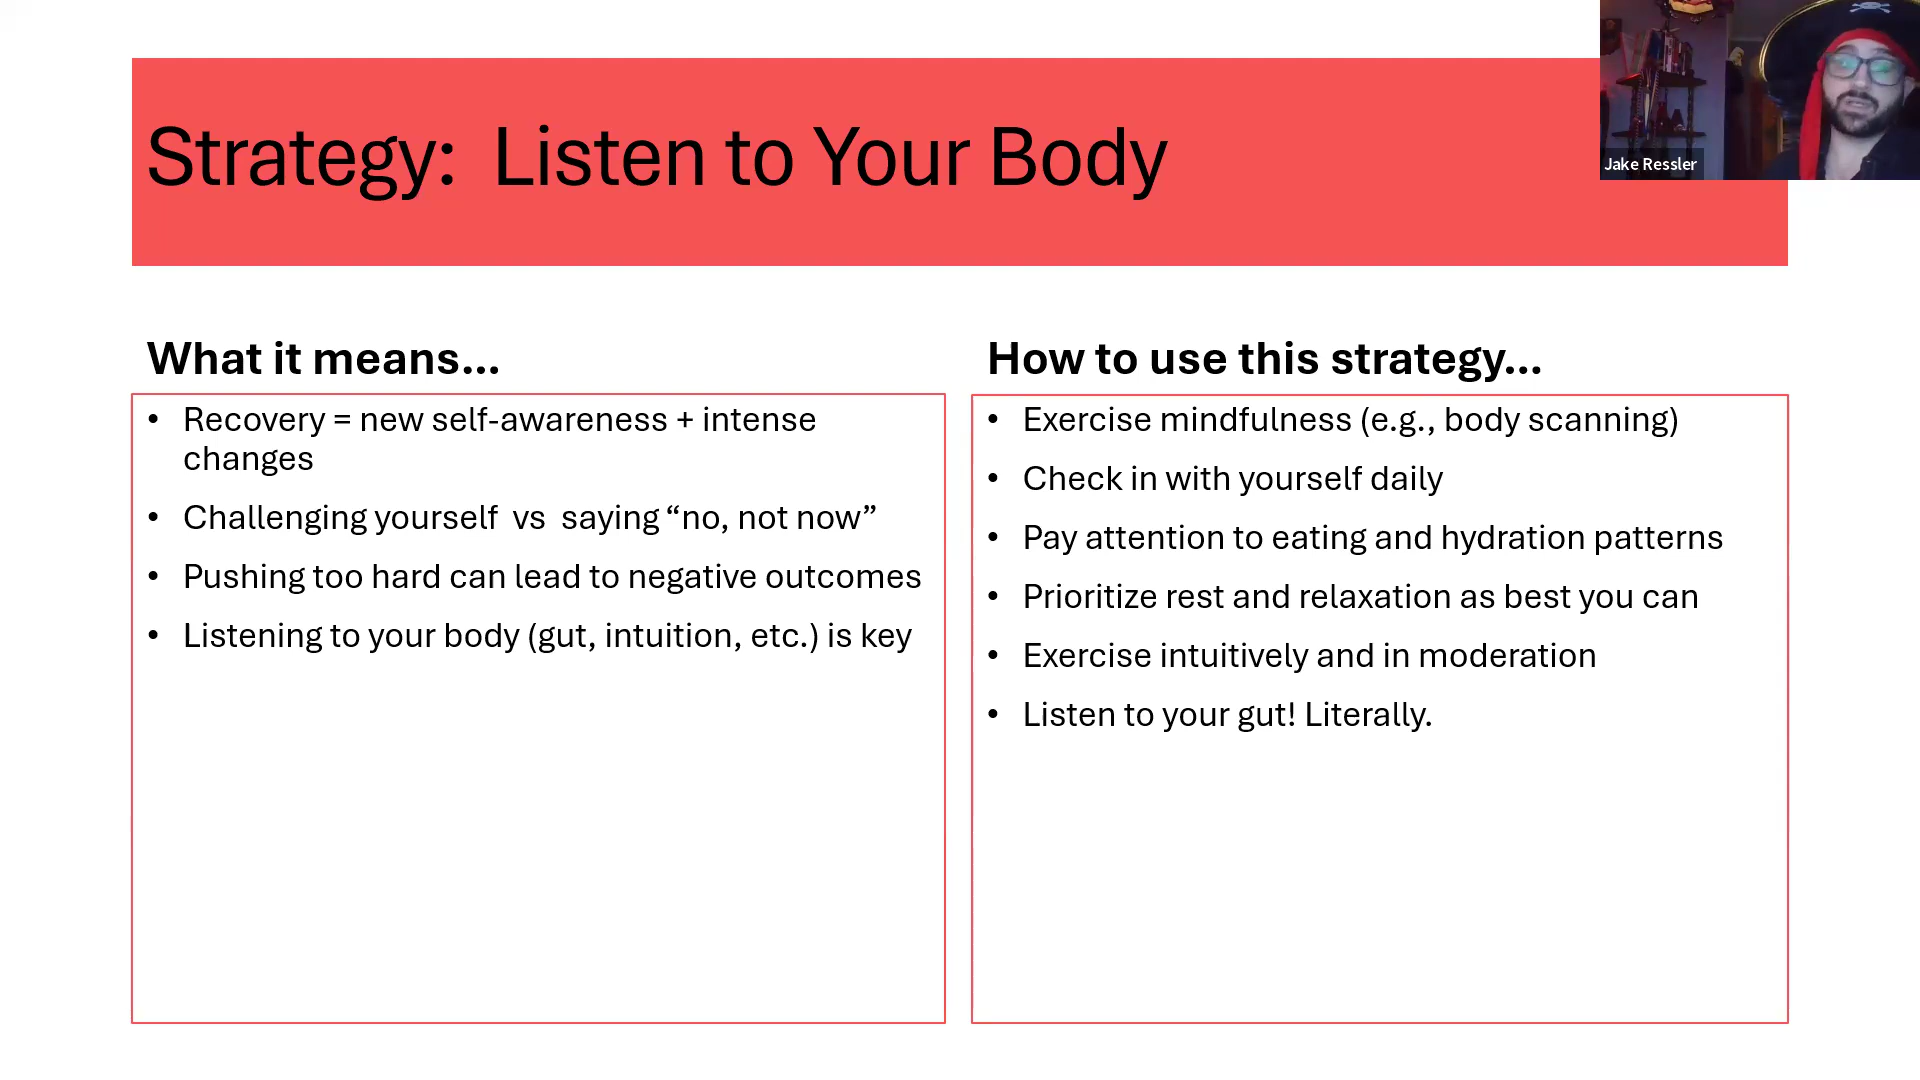 Strategy:  Listen to Your Body
Jake Ressler
What it means...
• Recovery = new self-awareness + intense
changes
• Challenging yourself  vs  saying “no, not now”
• Pushing too hard can lead to negative outcomes
• Listening to your body (gut, intuition, etc.) is key
How to use this strategy...
• Exercise mindfulness (e.g., body scanning)
• Check in with yourself daily
• Pay attention to eating and hydration patterns
• Prioritize rest and relaxation as best you can
• Exercise intuitively and in moderation
• Listen to your gut! Literally.